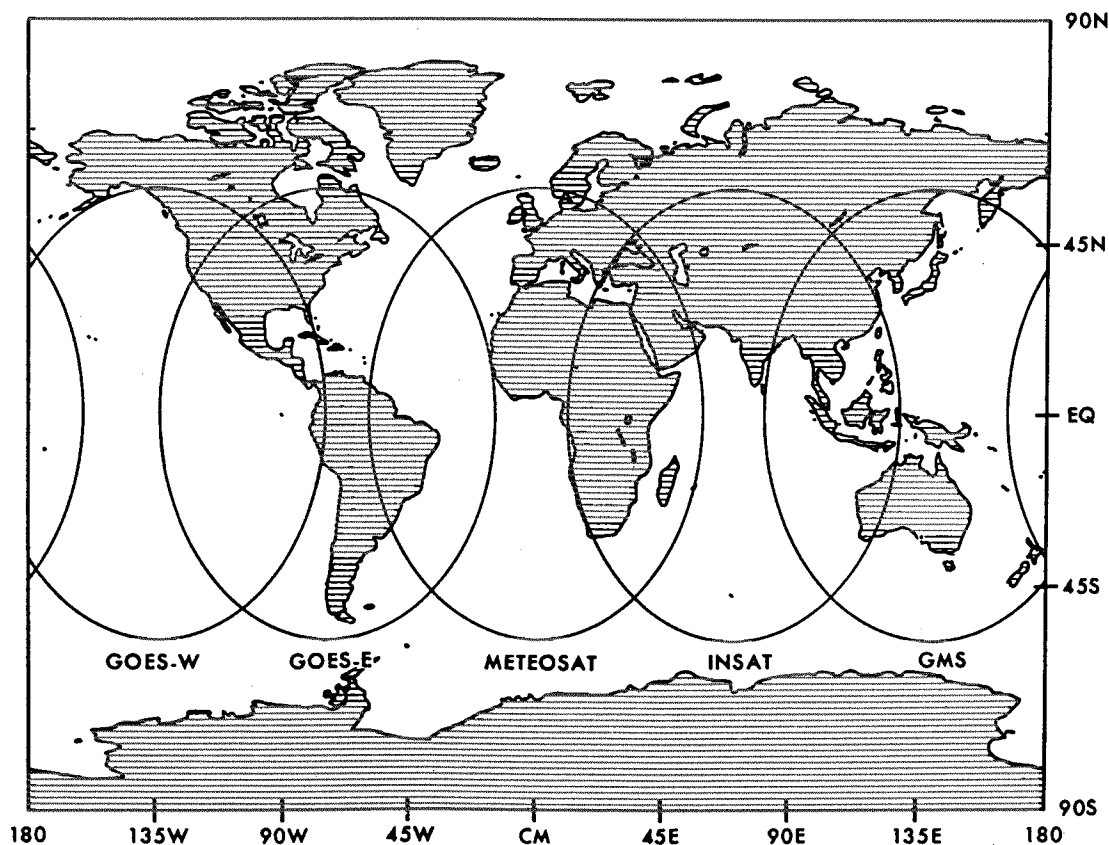 90N
45N
EQ
45S
GOES-W GOES-E METEOSAT INSAT GMS
90S
180 135W 90W 45W CM 45E 90E 135E 180